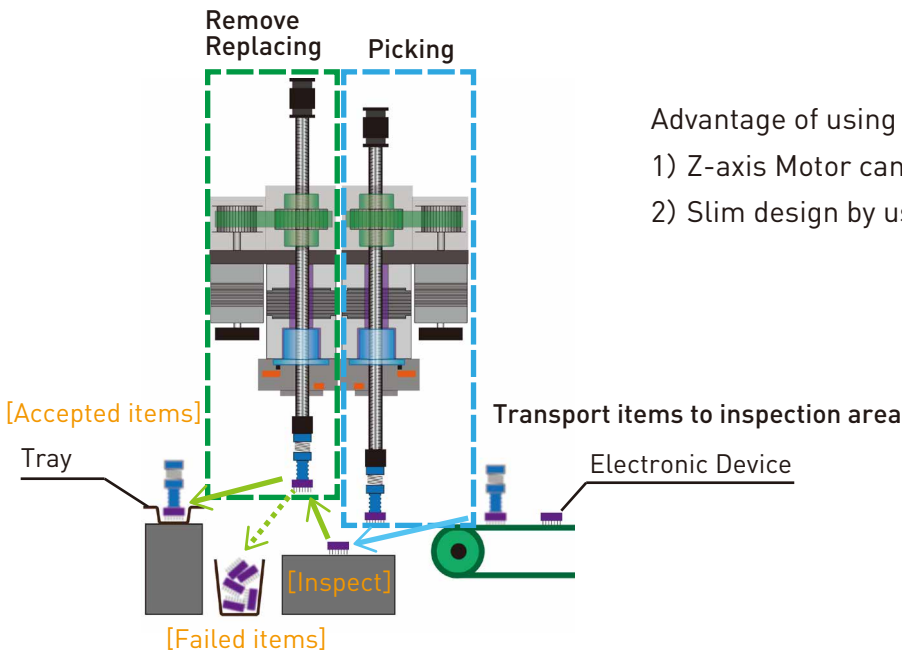 Remove
Replacing
Picking
Advantage of using
1) Z-axis Motor can
2) Slim design by
[Accepted items]
Transport items to inspection area
Tray
Electronic Device
[Inspect]
[Failed items]